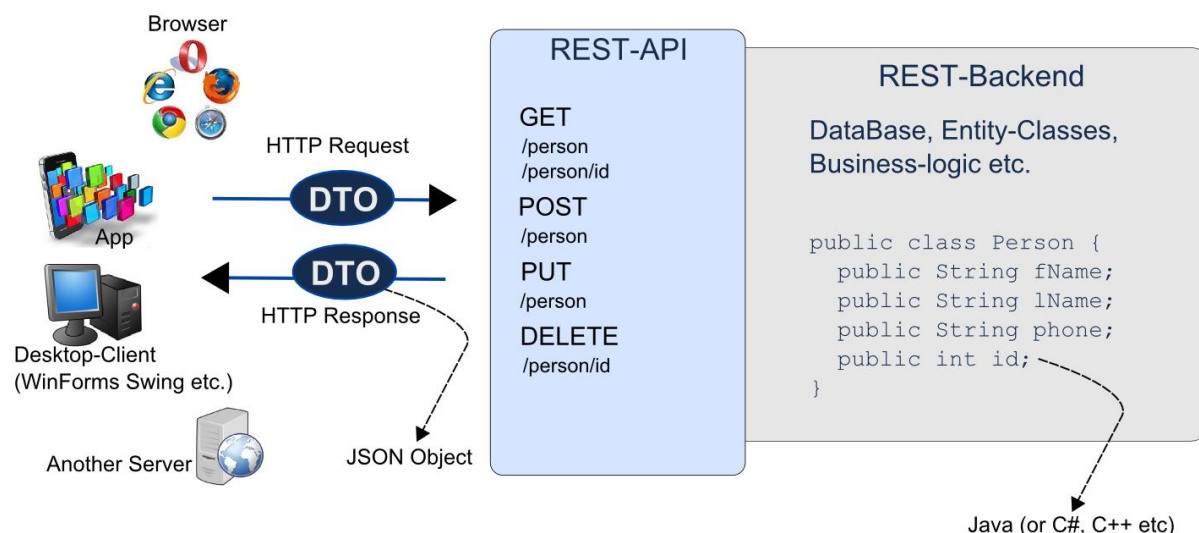 Browser
App
Desktop-Client
(WinForms Swing etc.)
Another Server
HTTP Request
DTO
DTO
HTTP Response
JSON Object
REST-API
GET
/person
/person/id
POST
/person
PUT
/person
DELETE
/person/id
REST-Backend
DataBase, Entity-Classes,
Business-logic etc.
public class Person {
public String fName;
public String lName;
public String phone;
public int id;
}
Java (or C#, C++ etc)